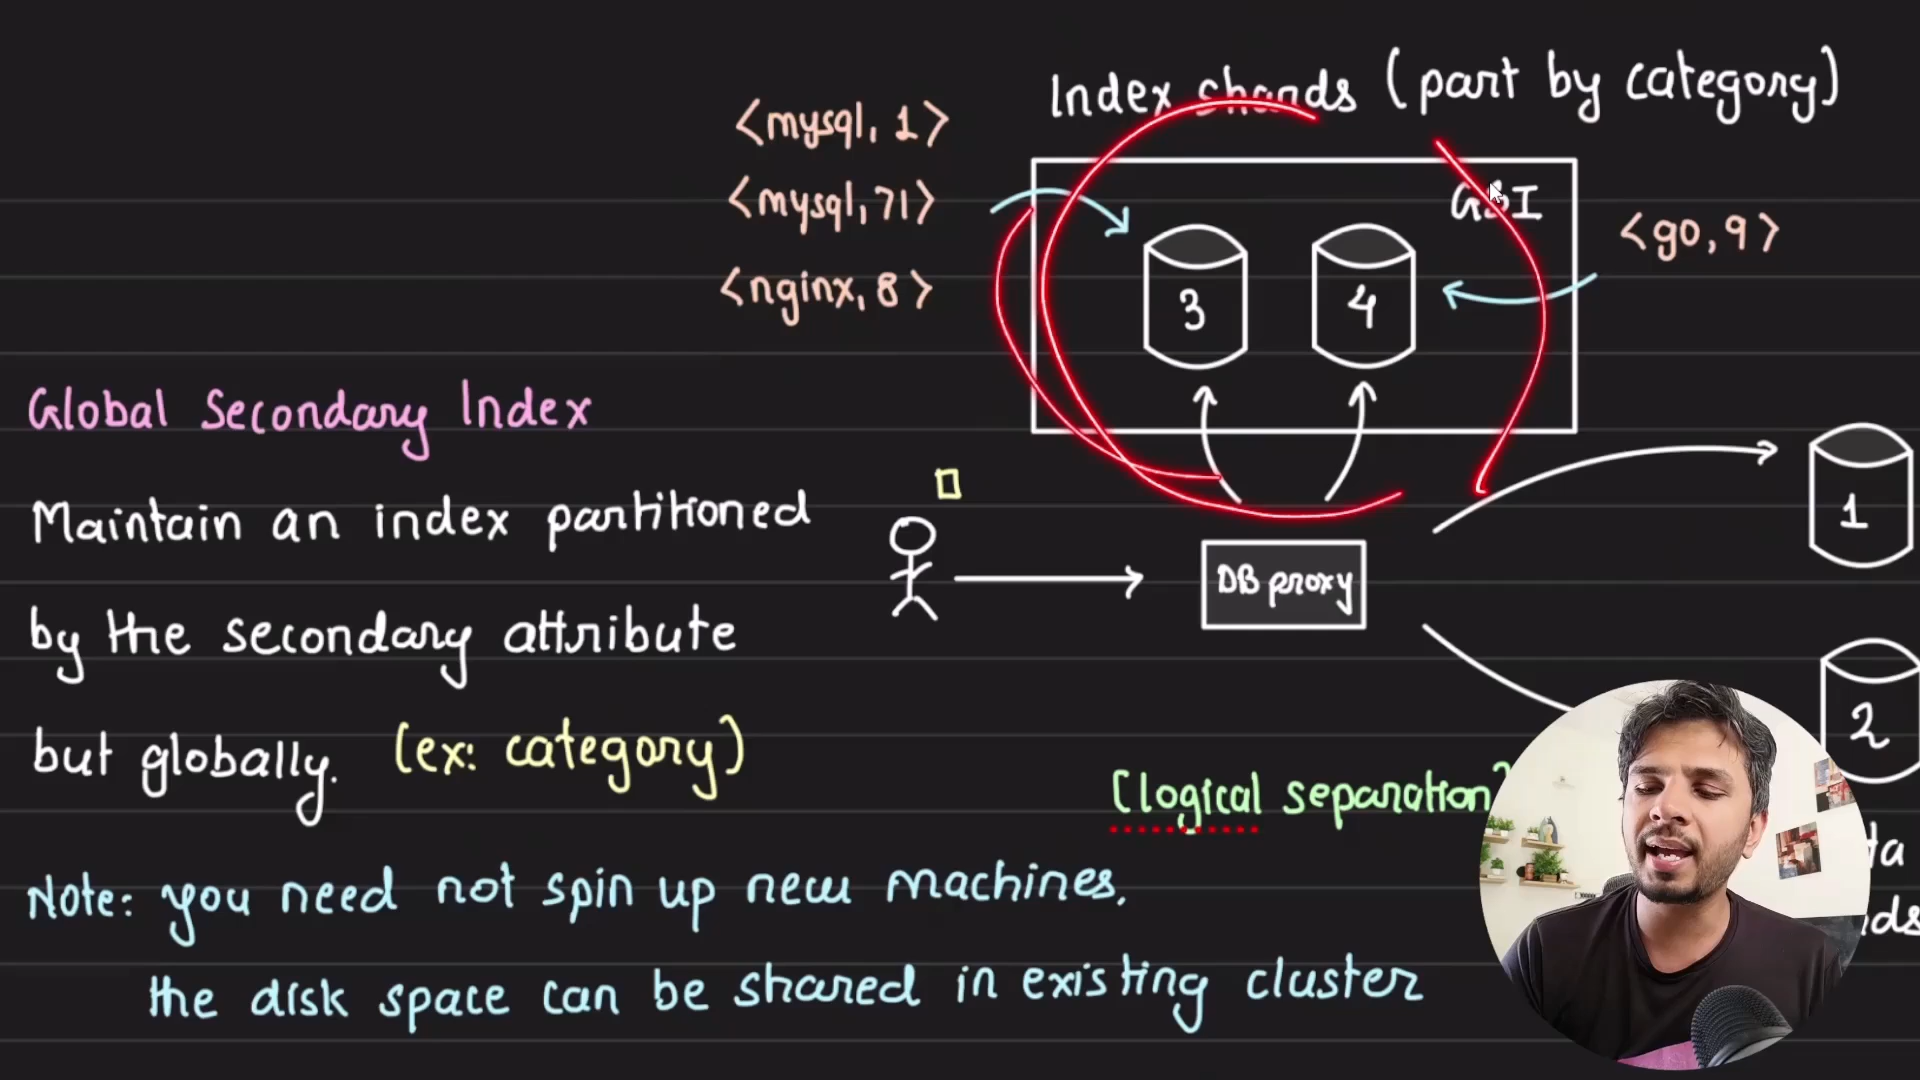 Index shards (part by category)
<mysql, 1>
<mysql, 71>
<nginx, 8>
GSI
<go, 9>
3
4
Global Secondary Index
Maintain an index partitioned
by the secondary attribute
but globally. (ex: category)
DB proxy
1
2
[logical separation]
Note: you need not spin up new machines.
the disk space can be shared in existing cluster